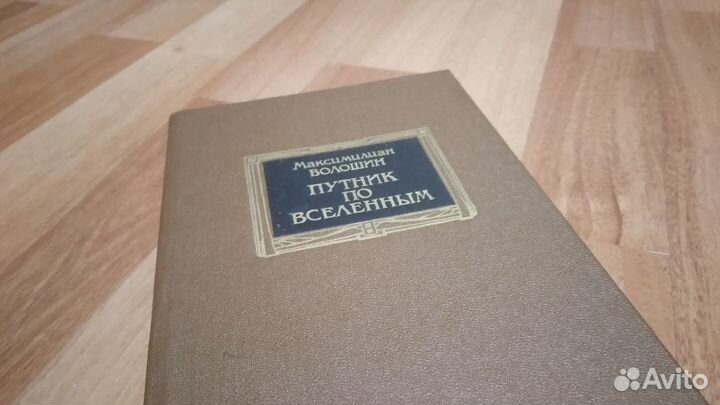 Максимилиан
ВОЛОШИН
ПУТНИК
ПО
ВСЕЛЕННЫМ
Avito